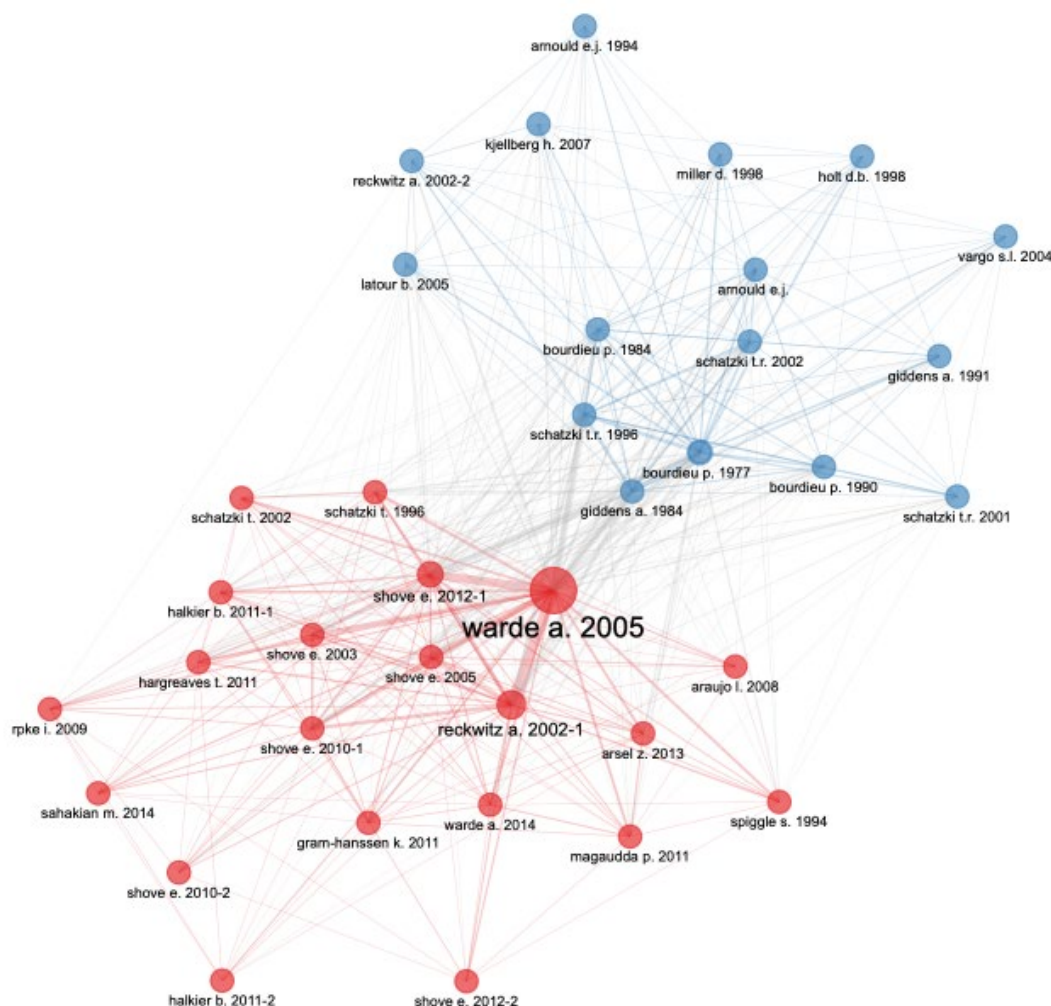 arnould e.j. 1994
kjellberg h. 2007
reckwitz a. 2002-2
miller d. 1998
holt d.b. 1998
vargo s.l. 2004
latour b. 2005
arnould e.j.
bourdieu p. 1984
schatzki t.r. 2002
giddens a. 1991
schatzki t.r. 1996
bourdieu p. 1977
bourdieu p. 1990
giddens a. 1984
schatzki t.r. 2001
schatzki t. 2002
schatzki t. 1996
shove e. 2012-1
halkier b. 2011-1
warde a. 2005
shove e. 2003
shove e. 2005
hargreaves t. 2011
araujo l. 2008
rpke i. 2009
reckwitz a. 2002-1
shove e. 2010-1
arsel z. 2013
sahakian m. 2014
spiggle s. 1994
warde a. 2014
gram-hanssen k. 2011
magaudda p. 2011
shove e. 2010-2
halkier b. 2011-2
shove e. 2012-2